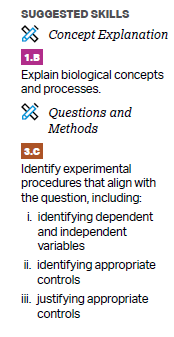 SUGGESTED SKILLS
Concept Explanation
1.B
Explain biological concepts
and processes.
Questions and
Methods
3.C
Identify experimental
procedures that align with
the question, including:
i. identifying dependent
and independent
variables
ii. identifying appropriate
controls
iii. justifying appropriate
controls